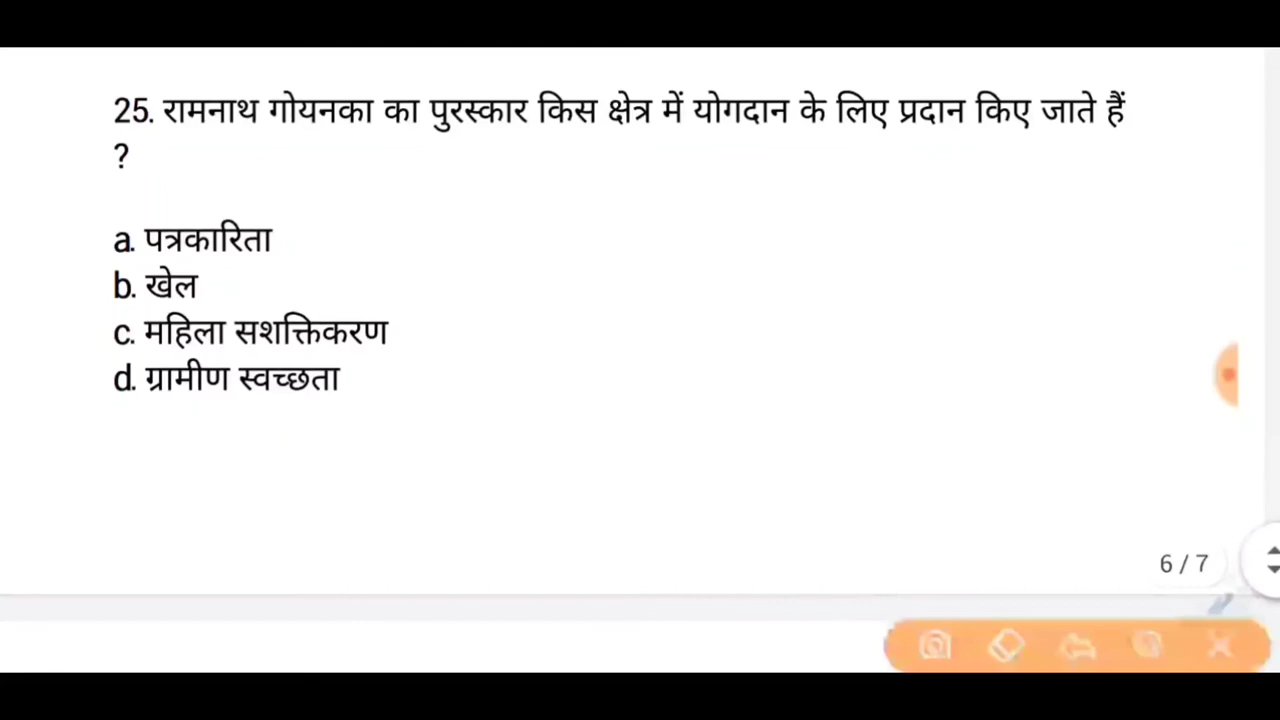 25. रामनाथ गोयनका का पुरस्कार किस क्षेत्र में योगदान के लिए प्रदान किए जाते हैं
?
a. पत्रकारिता
b. खेल
c. महिला सशक्तिकरण
d. ग्रामीण स्वच्छता
6 / 7